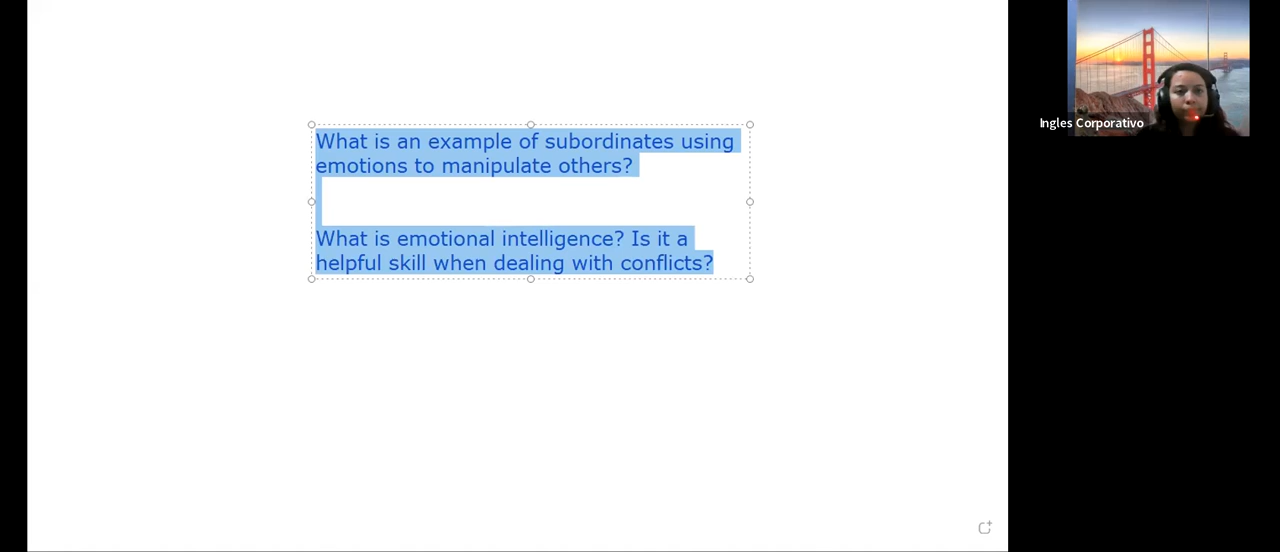 What is an example of subordinates using
emotions to manipulate others?
What is emotional intelligence? Is it a
helpful skill when dealing with conflicts?
Ingles Corporativo